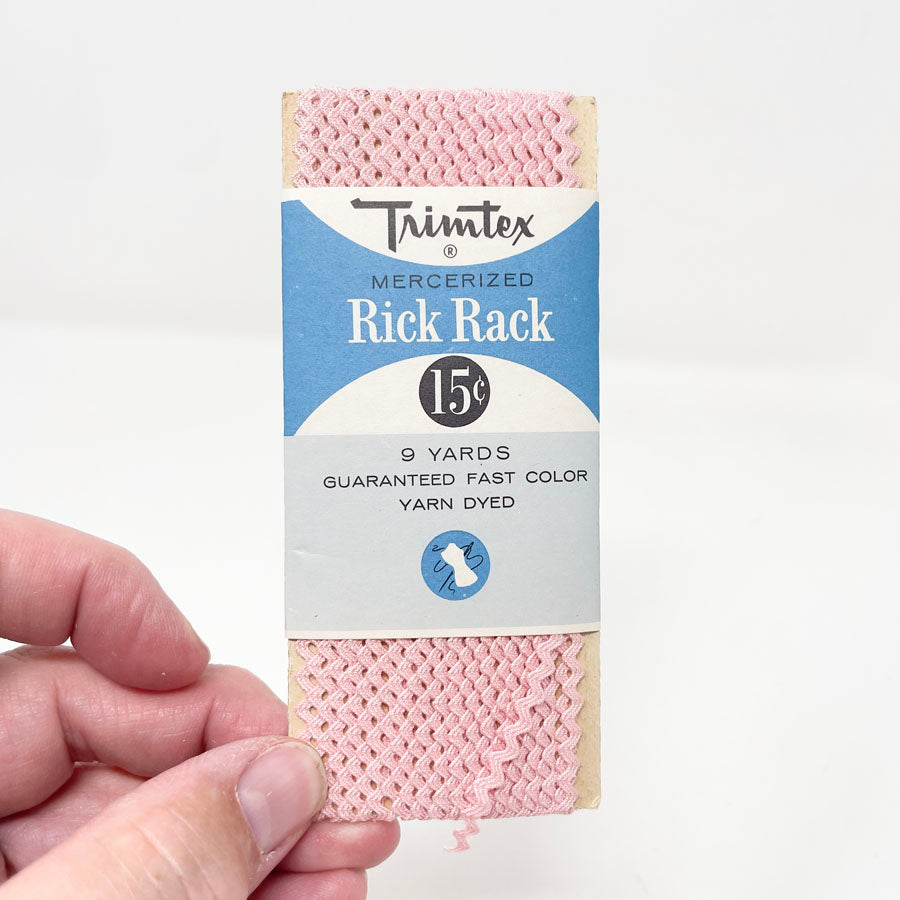 Trimtex
®
MERCERIZED
Rick Rack
15¢
9 YARDS
GUARANTEED FAST COLOR
YARN DYED